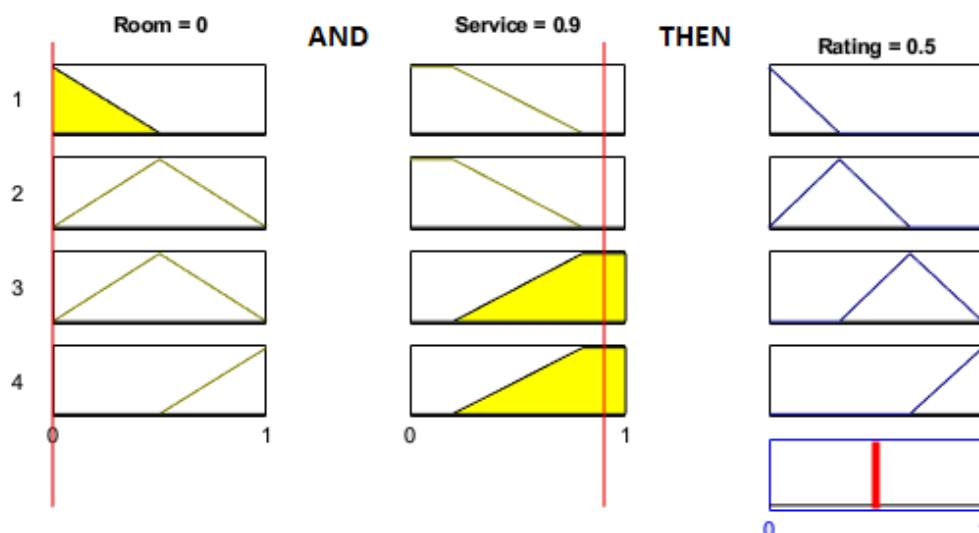 Room = 0 AND Service = 0.9 THEN Rating = 0.5
1
2
3
4
0 1 0 1
0